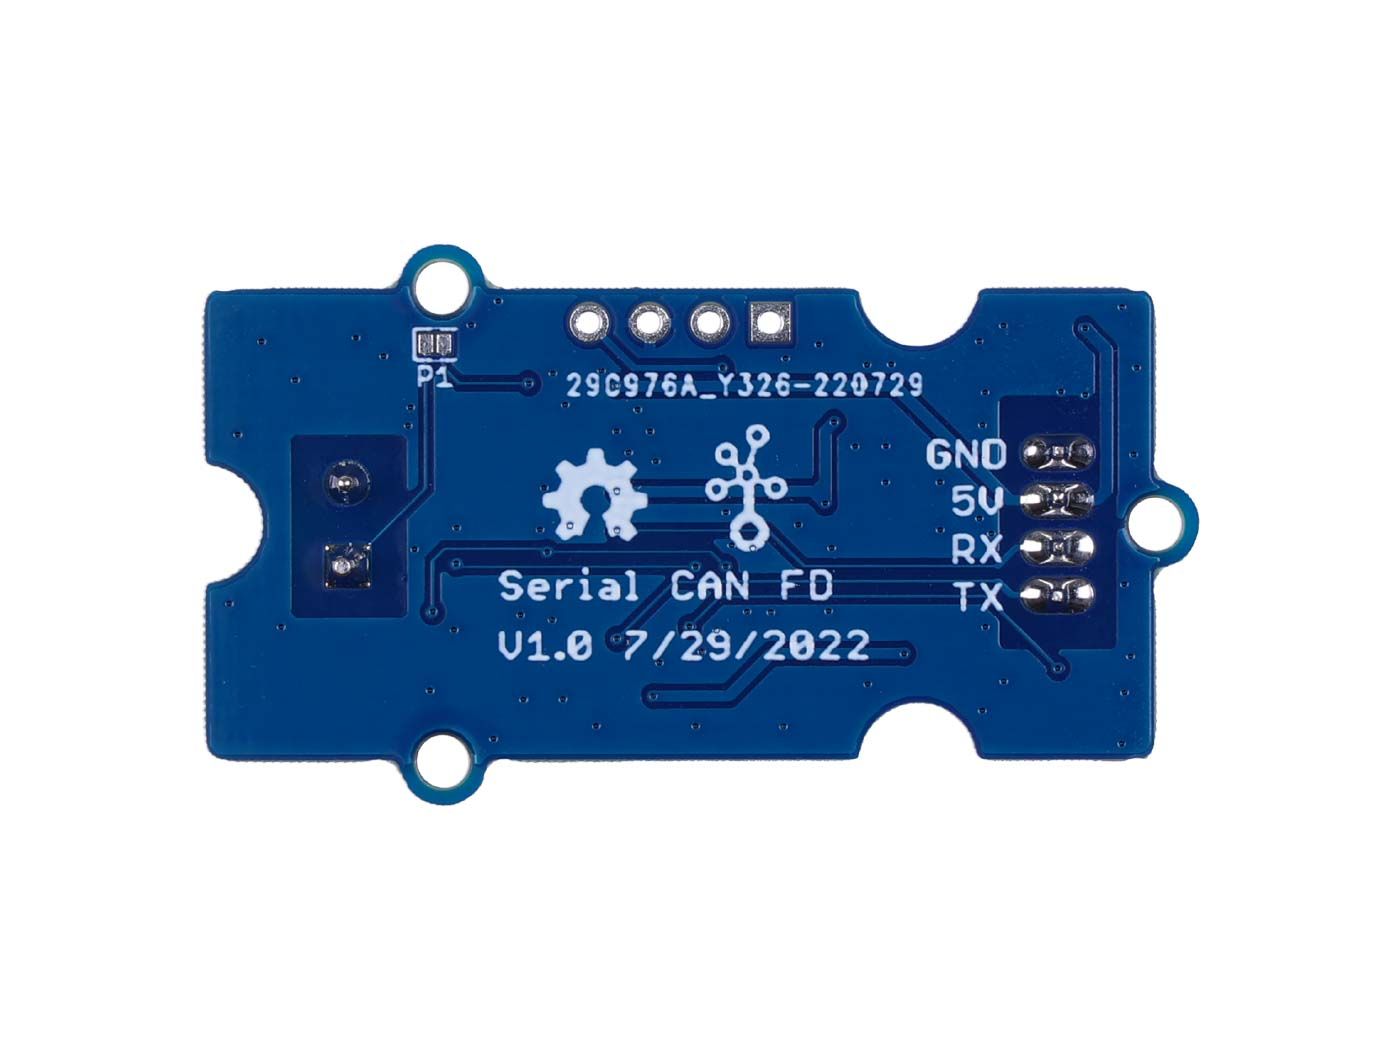 P1
29C976A_Y326-220729
GND
5V
RX
TX
Serial CAN FD
V1.0 7/29/2022